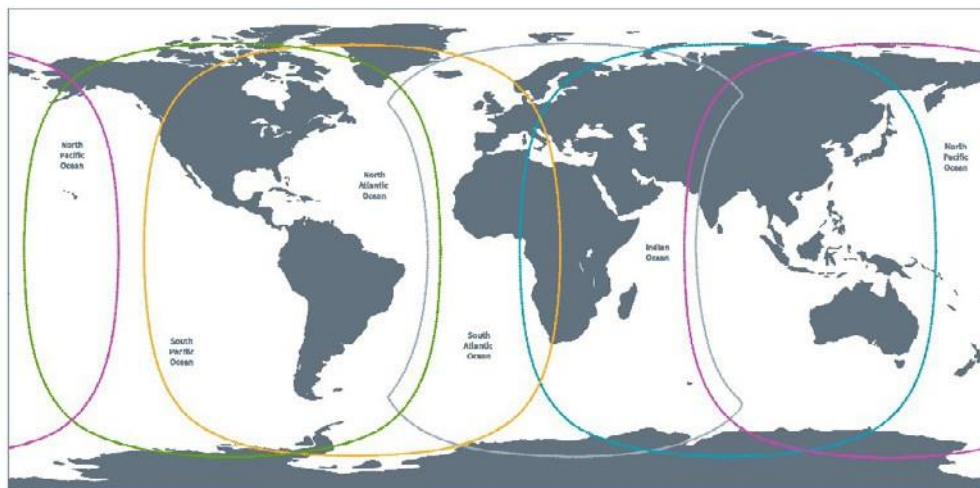 North
Pacific
Ocean
North
Atlantic
Ocean
North
Pacific
Ocean
Indian
Ocean
South
Pacific
Ocean
South
Atlantic
Ocean